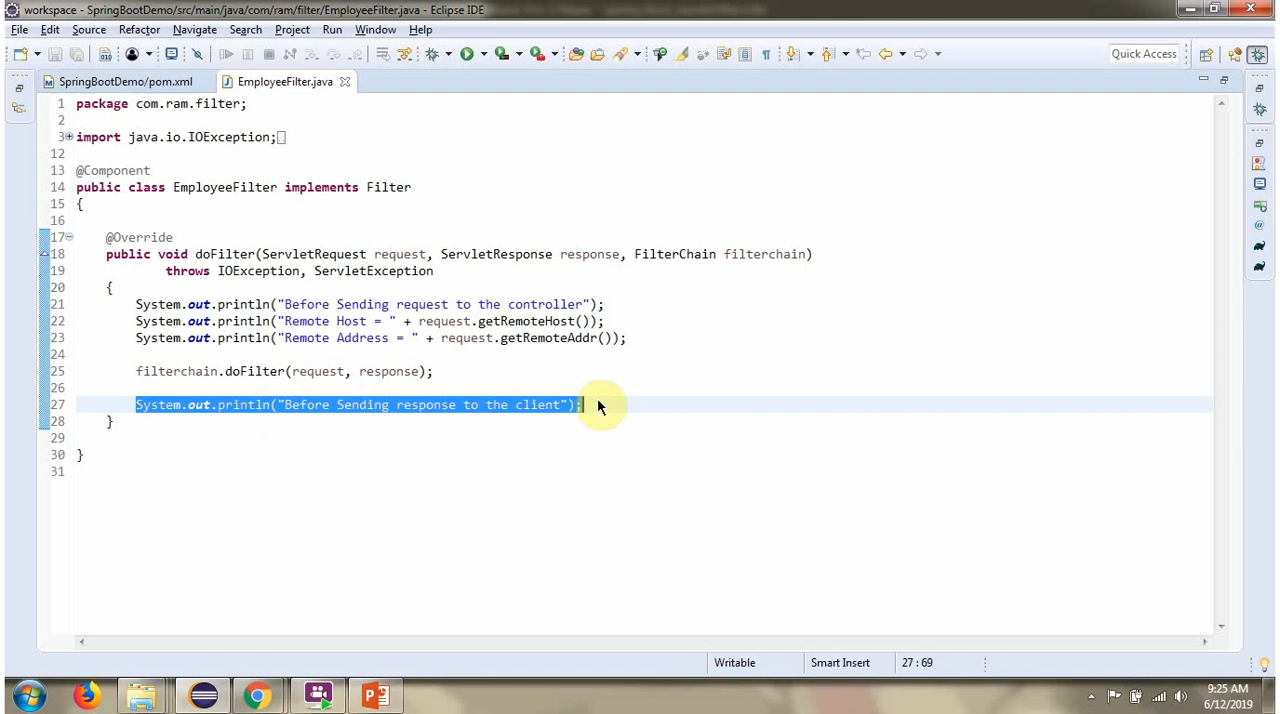 workspace - SpringBootDemo/src/main/java/com/ram/filter/EmployeeFilter.java - Eclipse IDE
File Edit Source Refactor Navigate Search Project Run Window Help
Quick Access
SpringBootDemo/pom.xml EmployeeFilter.java
1 package com.ram.filter;
2
3 import java.io.IOException;
12
13 @Component
14 public class EmployeeFilter implements Filter
15 {
16
17 @Override
18 public void doFilter(ServletRequest request, ServletResponse response, FilterChain filterchain)
19 throws IOException, ServletException
20 {
21 System.out.println("Before Sending request to the controller");
22 System.out.println("Remote Host = " + request.getRemoteHost());
23 System.out.println("Remote Address = " + request.getRemoteAddr());
24
25 filterchain.doFilter(request, response);
26
27 System.out.println("Before Sending response to the client");
28 }
29
30 }
31
Writable Smart Insert 27 : 69
9:25 AM
6/12/2019